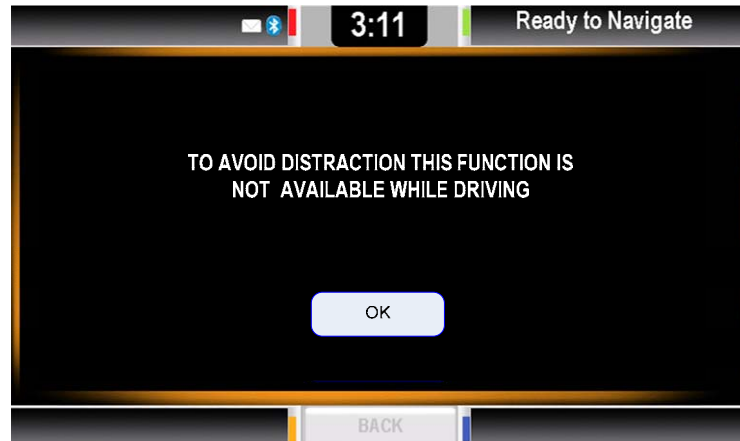 3:11
Ready to Navigate
TO AVOID DISTRACTION THIS FUNCTION IS
NOT AVAILABLE WHILE DRIVING
OK
BACK